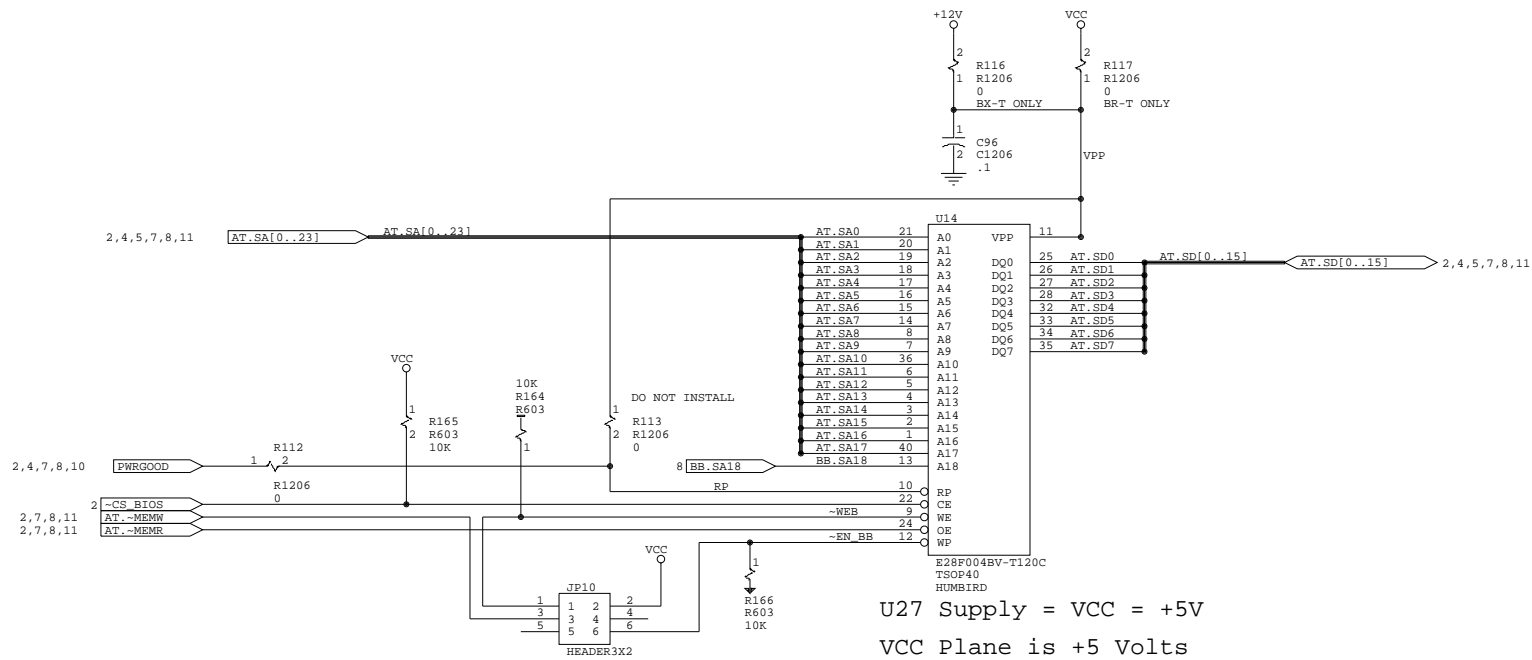 +12V VCC
2 2
R116 R117
1 R1206 1 R1206
0 0
BX-T ONLY BR-T ONLY
1
C96
2 C1206 VPP
.1
U14
2,4,5,7,8,11 AT.SA[0..23] AT.SA[0..23]
AT.SA0 21 A0 VPP 11
AT.SA1 20 A1
AT.SA2 19 A2 DQ0 25 AT.SD0 AT.SD[0..15] AT.SD[0..15] 2,4,5,7,8,11
AT.SA3 18 A3 DQ1 26 AT.SD1
AT.SA4 17 A4 DQ2 27 AT.SD2
AT.SA5 16 A5 DQ3 28 AT.SD3
AT.SA6 15 A6 DQ4 32 AT.SD4
AT.SA7 14 A7 DQ5 33 AT.SD5
AT.SA8 8 A8 DQ6 34 AT.SD6
AT.SA9 7 A9 DQ7 35 AT.SD7
AT.SA10 36 A10
AT.SA11 6 A11
AT.SA12 5 A12
AT.SA13 4 A13
AT.SA14 3 A14
AT.SA15 2 A15
AT.SA16 1 A16
AT.SA17 40 A17
8 BB.SA18 BB.SA18 13 A18
VCC
1 R165
2 R603
10K
10K
R164
R603
1
DO NOT INSTALL
1 R113
2 R1206
0
R112
2,4,7,8,10 PWRGOOD 1 2
R1206
0
RP 10 RP
2 ~CS_BIOS 22 CE
2,7,8,11 AT.~MEMW ~WEB 9 WE
2,7,8,11 AT.~MEMR 24 OE
~EN_BB 12 WP
E28F004BV-T120C
TSOP40
HUMBIRD
VCC
1
R166
R603
10K
JP10
1 1 2 2
3 3 4 4
5 5 6 6
HEADER3X2
U27 Supply = VCC = +5V
VCC Plane is +5 Volts